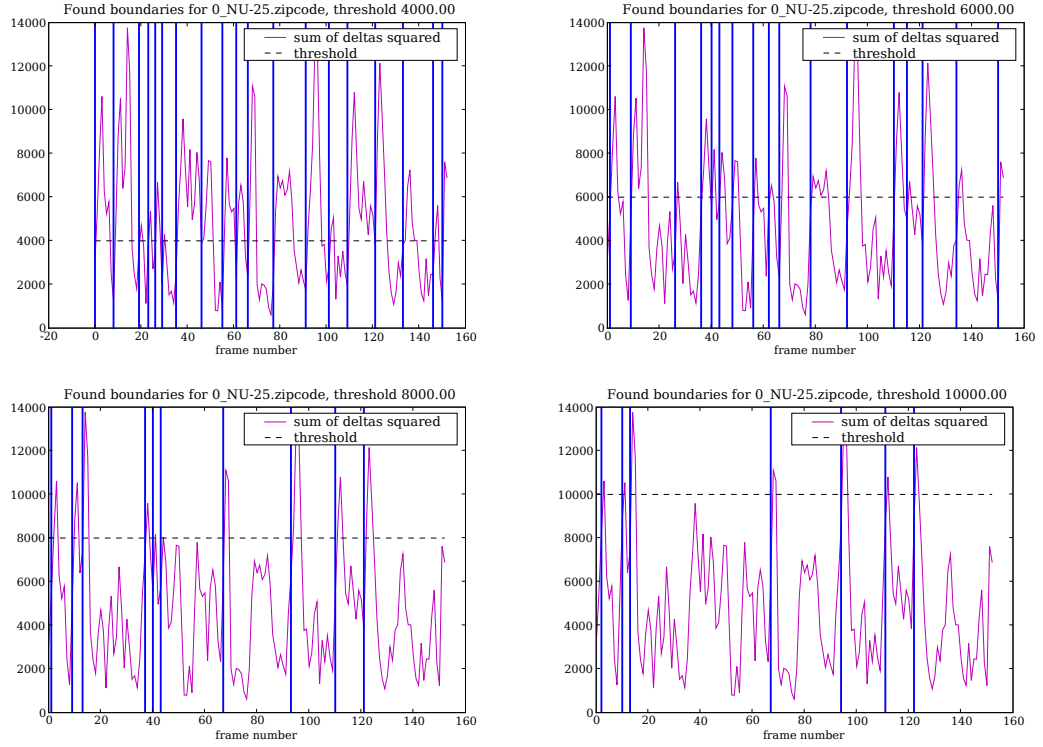 Found boundaries for 0_NU-25.zipcode, threshold 4000.00
14000
12000
10000
8000
6000
4000
2000
0
-20 0 20 40 60 80 100 120 140 160
frame number
sum of deltas squared
threshold
Found boundaries for 0_NU-25.zipcode, threshold 6000.00
14000
12000
10000
8000
6000
4000
2000
0
0 20 40 60 80 100 120 140 160
frame number
sum of deltas squared
threshold
Found boundaries for 0_NU-25.zipcode, threshold 8000.00
14000
12000
10000
8000
6000
4000
2000
0
0 20 40 60 80 100 120 140 160
frame number
sum of deltas squared
threshold
Found boundaries for 0_NU-25.zipcode, threshold 10000.00
14000
12000
10000
8000
6000
4000
2000
0
0 20 40 60 80 100 120 140 160
frame number
sum of deltas squared
threshold